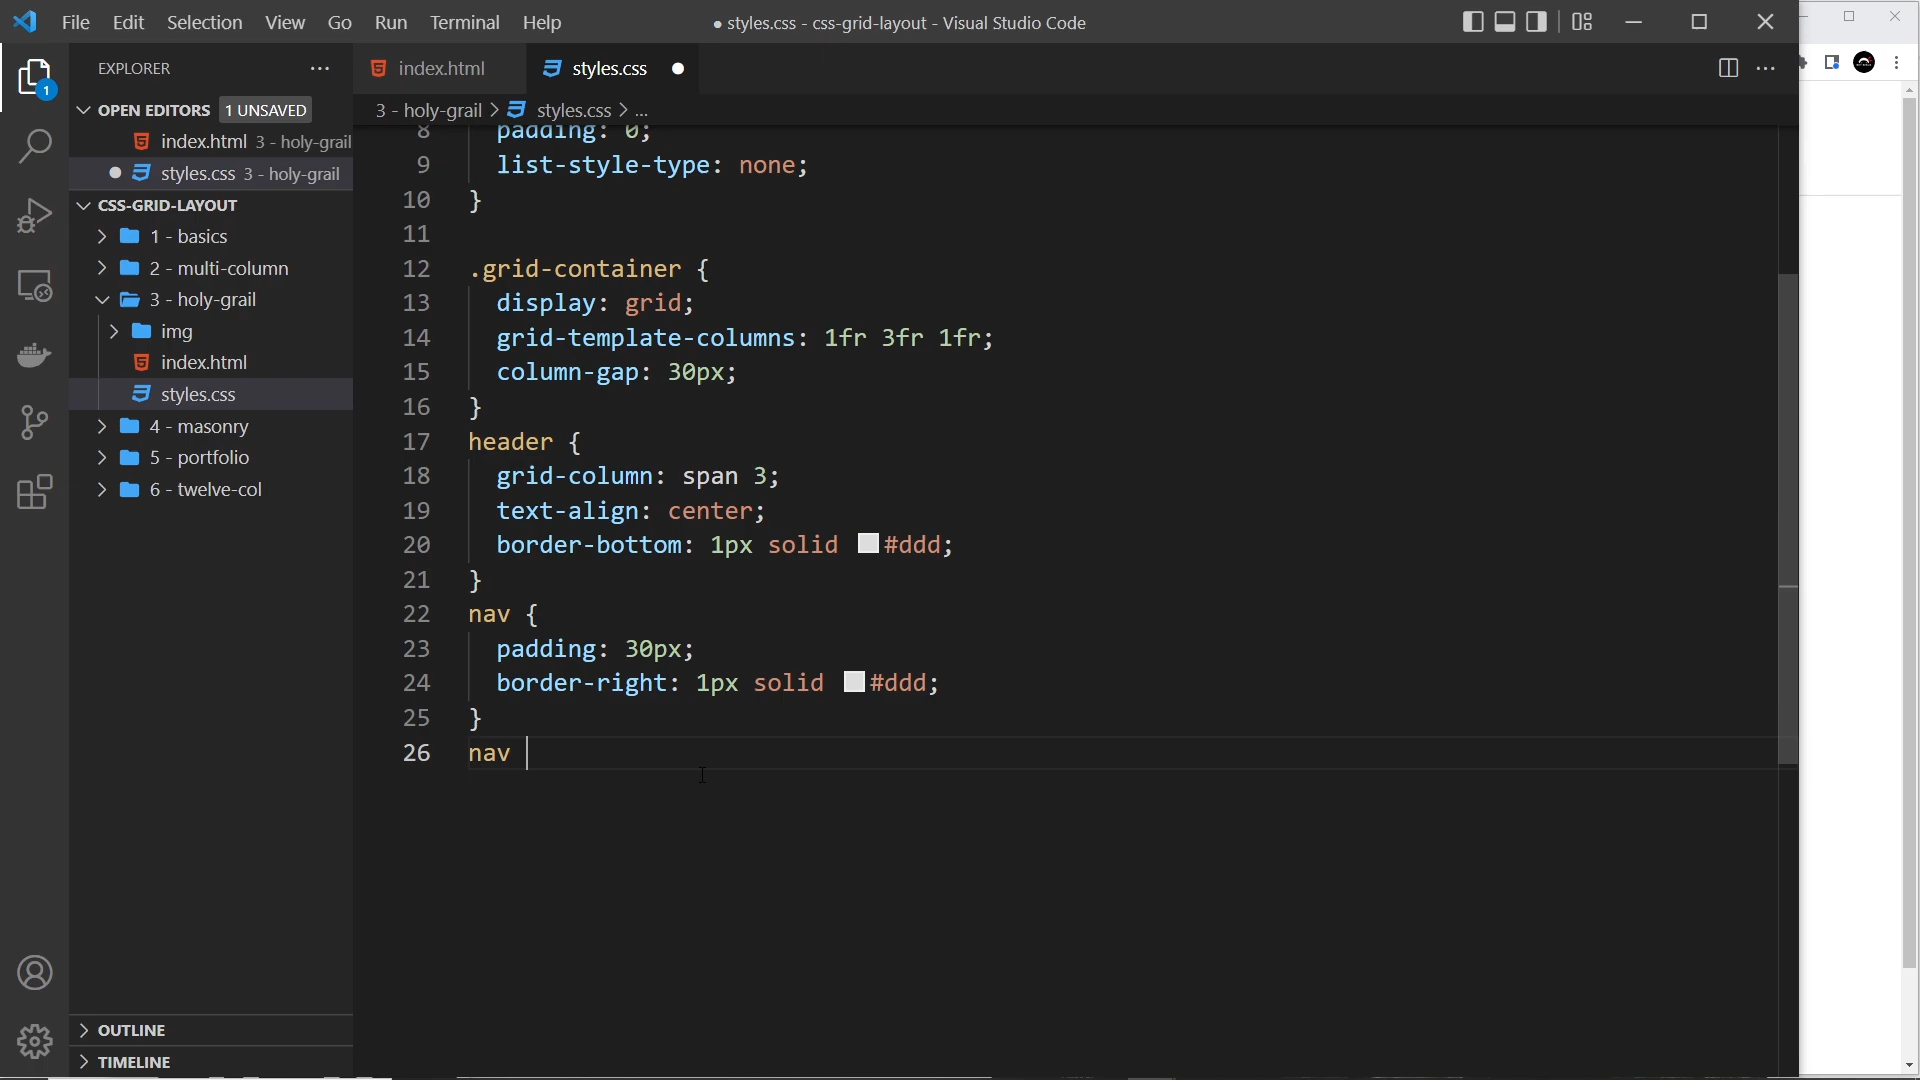 File Edit Selection View Go Run Terminal Help
● styles.css - css-grid-layout - Visual Studio Code
EXPLORER
1
OPEN EDITORS 1 UNSAVED
index.html 3 - holy-grail
styles.css 3 - holy-grail
CSS-GRID-LAYOUT
1 - basics
2 - multi-column
3 - holy-grail
img
index.html
styles.css
4 - masonry
5 - portfolio
6 - twelve-col
OUTLINE
TIMELINE
index.html
styles.css
3 - holy-grail > styles.css > ...
8 padding: 0;
9 list-style-type: none;
10 }
11
12 .grid-container {
13 display: grid;
14 grid-template-columns: 1fr 3fr 1fr;
15 column-gap: 30px;
16 }
17 header {
18 grid-column: span 3;
19 text-align: center;
20 border-bottom: 1px solid #ddd;
21 }
22 nav {
23 padding: 30px;
24 border-right: 1px solid #ddd;
25 }
26 nav